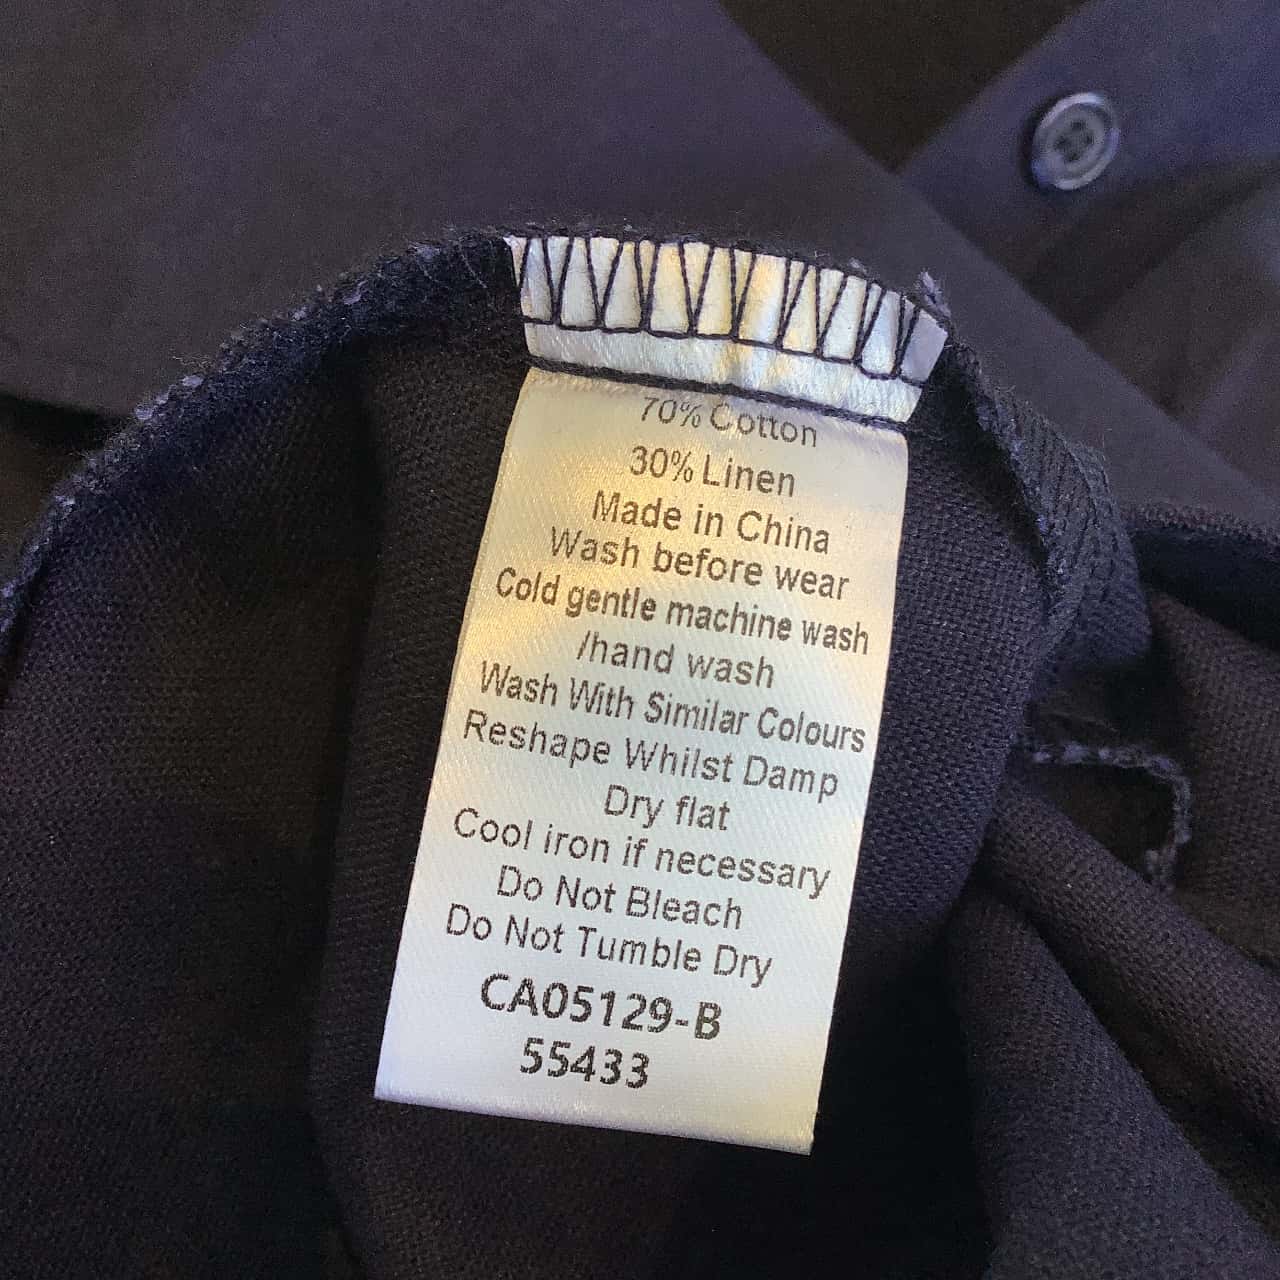 70% Cotton
30% Linen
Made in China
Wash before wear
Cold gentle machine wash
/hand wash
Wash With Similar Colours
Reshape Whilst Damp
Dry flat
Cool iron if necessary
Do Not Bleach
Do Not Tumble Dry
CA05129-B
55433